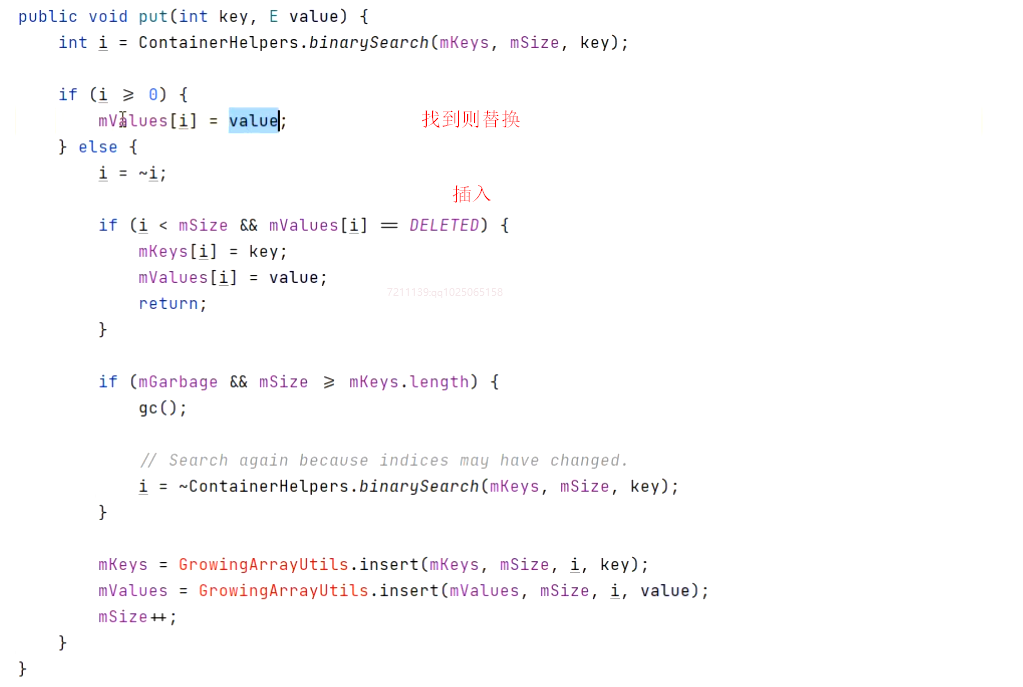 public void put(int key, E value) {
int i = ContainerHelpers.binarySearch(mKeys, mSize, key);
if (i >= 0) {
mValues[i] = value; 找到则替换
} else {
i = ~i;
插入
if (i < mSize && mValues[i] == DELETED) {
mKeys[i] = key;
mValues[i] = value;
7211139:qq1025065158
return;
}
if (mGarbage && mSize >= mKeys.length) {
gc();
// Search again because indices may have changed.
i = ~ContainerHelpers.binarySearch(mKeys, mSize, key);
}
mKeys = GrowingArrayUtils.insert(mKeys, mSize, i, key);
mValues = GrowingArrayUtils.insert(mValues, mSize, i, value);
mSize++;
}
}